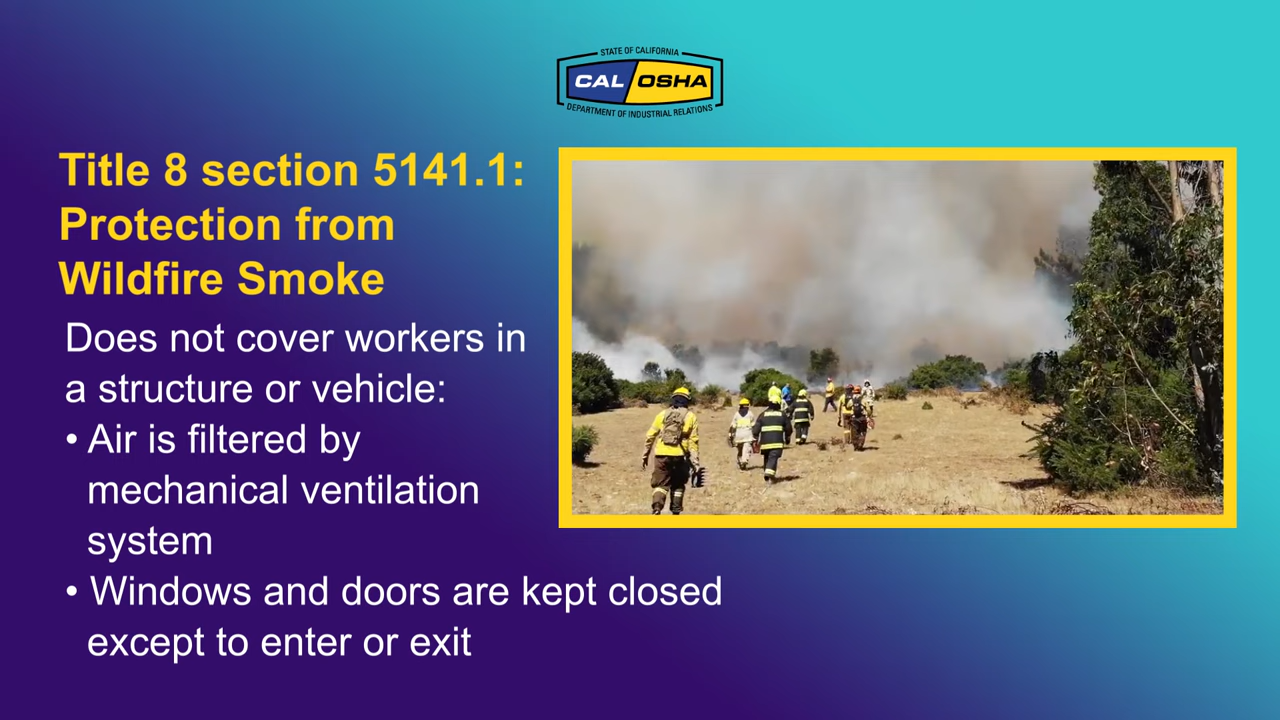 STATE OF CALIFORNIA
CAL OSHA
DEPARTMENT OF INDUSTRIAL RELATIONS
Title 8 section 5141.1:
Protection from
Wildfire Smoke
Does not cover workers in
a structure or vehicle:
• Air is filtered by
mechanical ventilation
system
• Windows and doors are kept closed
except to enter or exit